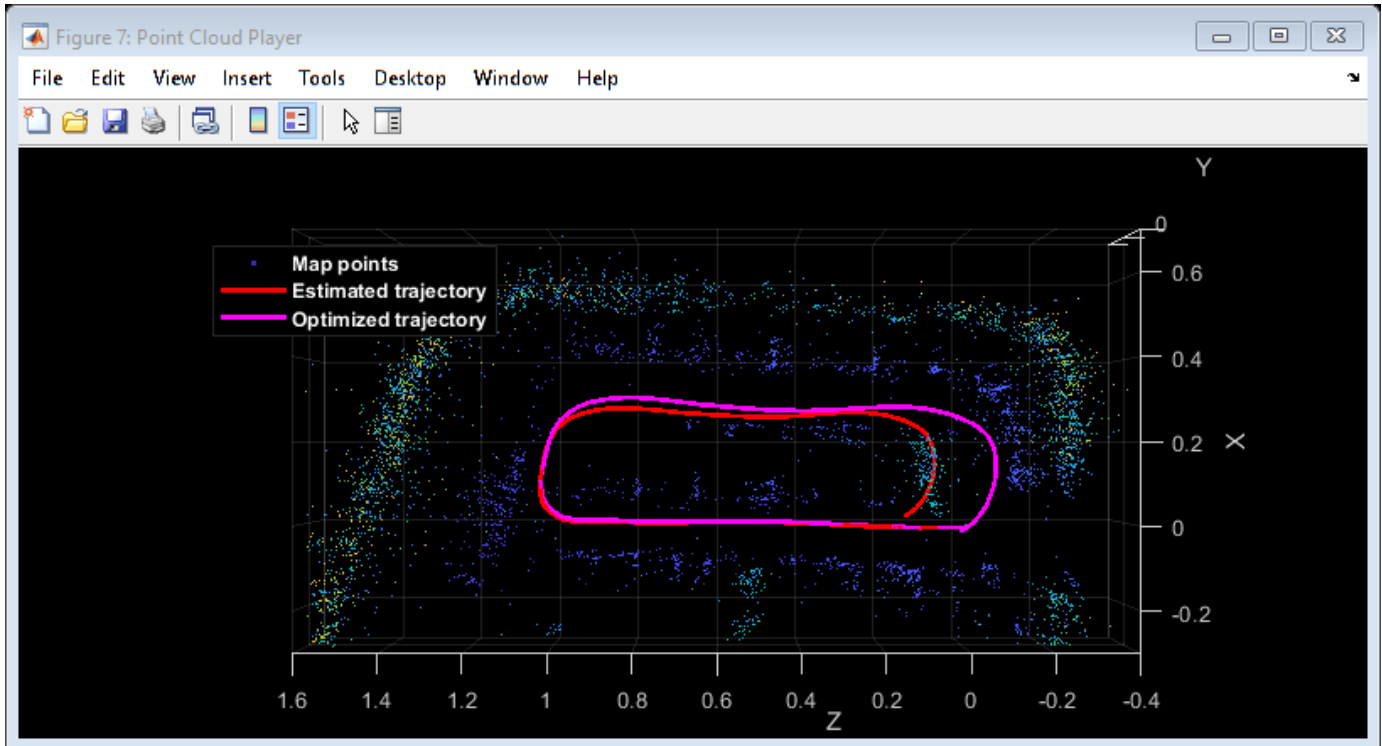 Figure 7: Point Cloud Player
File Edit View Insert Tools Desktop Window Help
Y
0
Map points
Estimated trajectory
Optimized trajectory
0.6
0.4
0.2 X
0
-0.2
1.6 1.4 1.2 1 0.8 0.6 0.4 0.2 0 -0.2 -0.4
Z